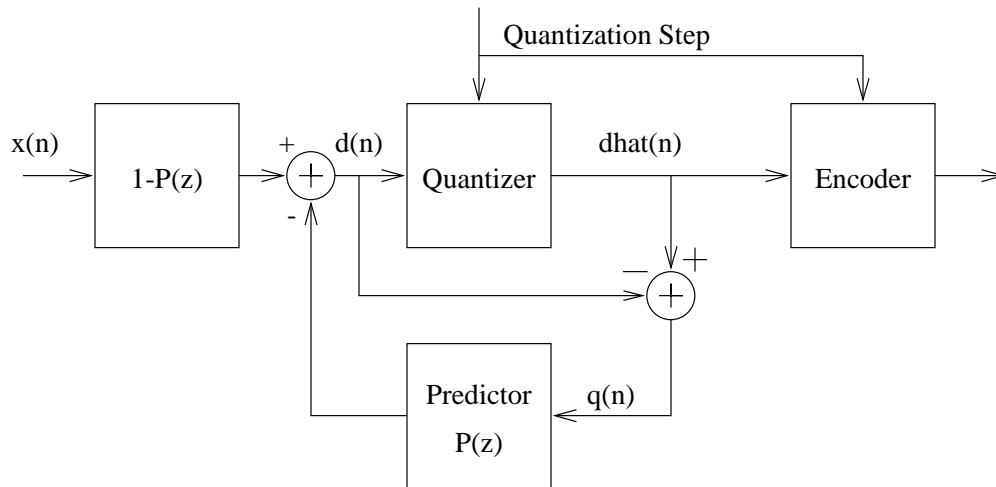 Quantization Step
x(n)
1-P(z)
+
-
+
d(n)
Quantizer
dhat(n)
Encoder
−
+
+
Predictor
P(z)
q(n)